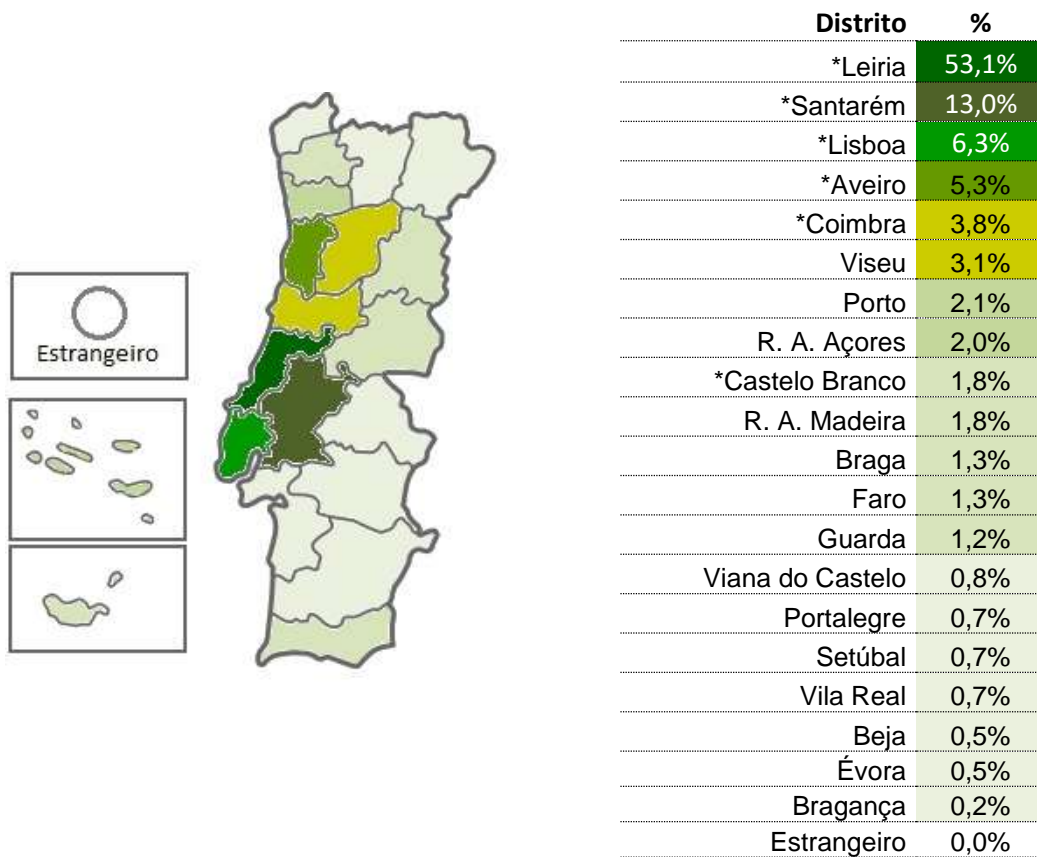 Distrito %
*Leiria 53,1%
*Santarém 13,0%
*Lisboa 6,3%
*Aveiro 5,3%
*Coimbra 3,8%
Viseu 3,1%
Porto 2,1%
R. A. Açores 2,0%
*Castelo Branco 1,8%
R. A. Madeira 1,8%
Braga 1,3%
Faro 1,3%
Guarda 1,2%
Viana do Castelo 0,8%
Portalegre 0,7%
Setúbal 0,7%
Vila Real 0,7%
Beja 0,5%
Évora 0,5%
Bragança 0,2%
Estrangeiro 0,0%
Estrangeiro